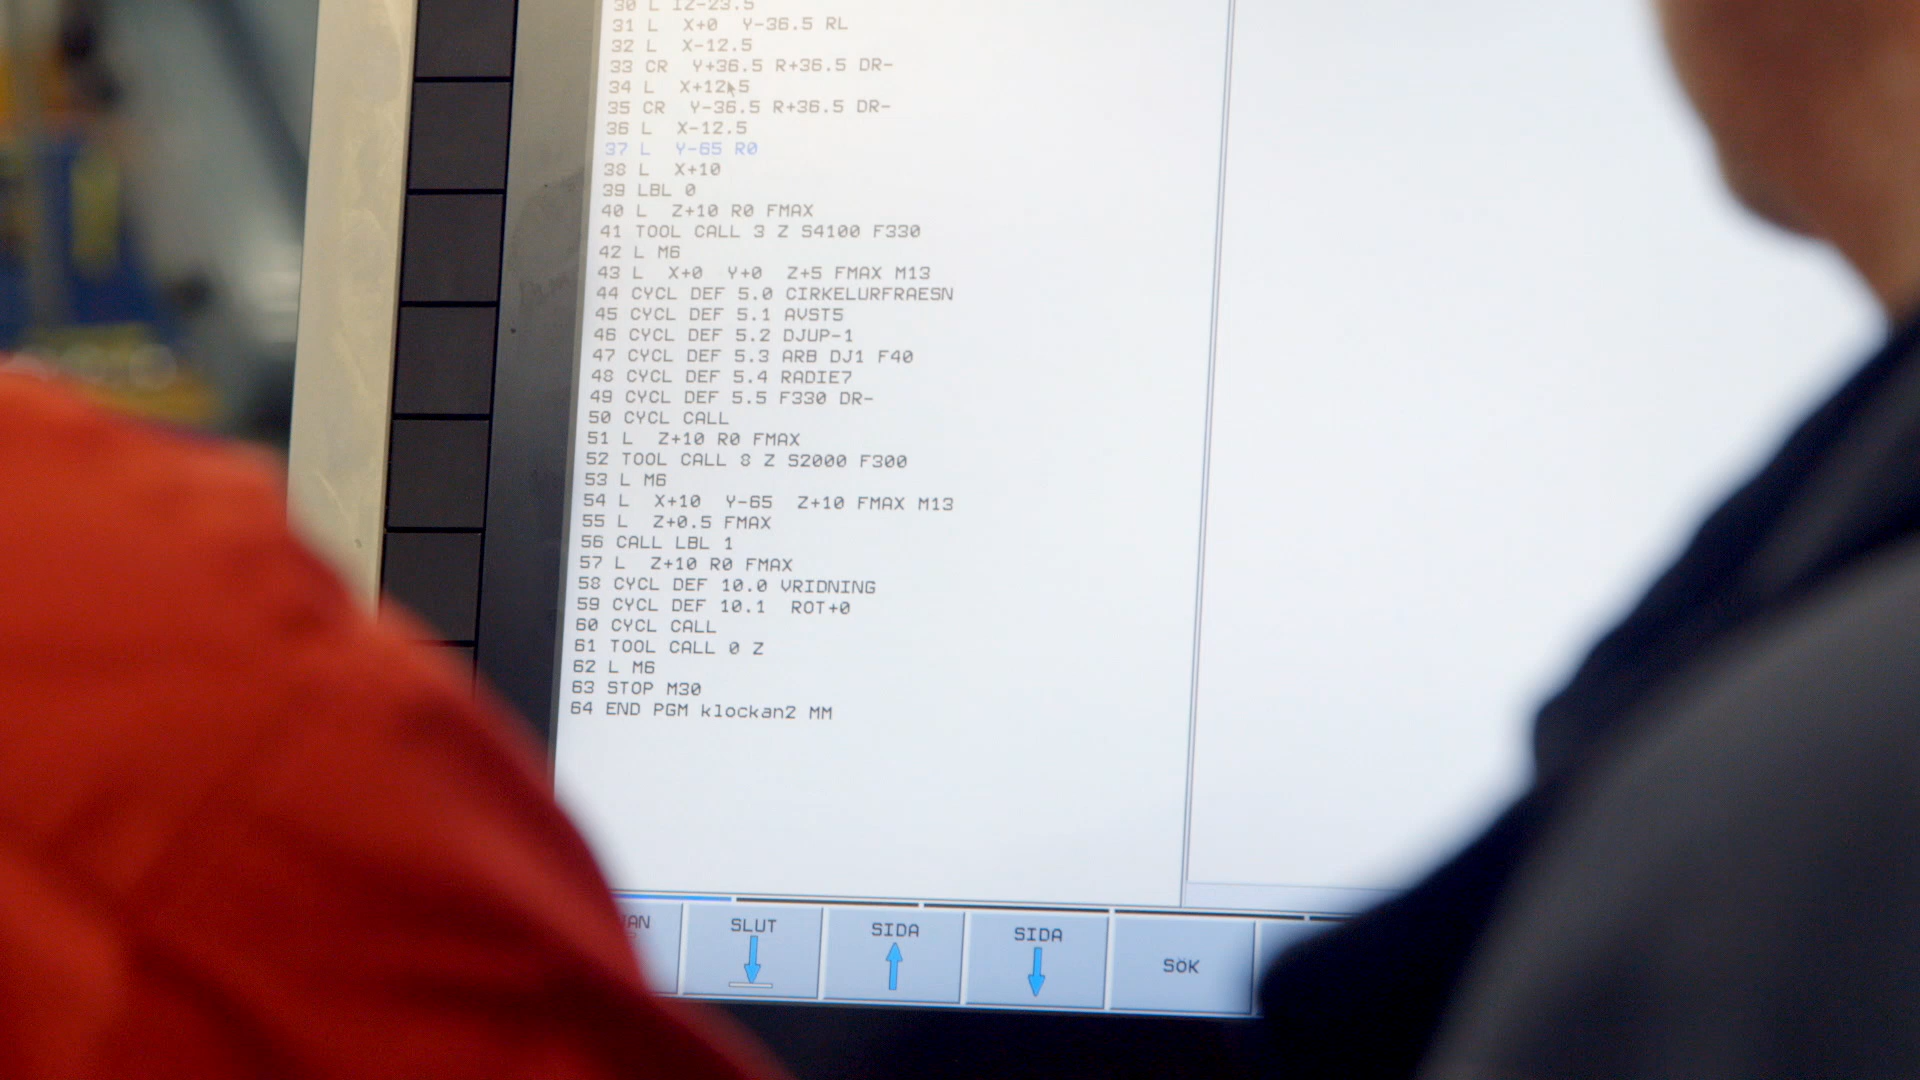 30 L IZ-23.5
31 L X+0 Y-36.5 RL
32 L X-12.5
33 CR Y+36.5 R+36.5 DR-
34 L X+12.5
35 CR Y-36.5 R+36.5 DR-
36 L X-12.5
37 L Y-65 R0
38 L X+10
39 LBL 0
40 L Z+10 R0 FMAX
41 TOOL CALL 3 Z S4100 F330
42 L M6
43 L X+0 Y+0 Z+5 FMAX M13
44 CYCL DEF 5.0 CIRKELURFRAESN
45 CYCL DEF 5.1 AVST5
46 CYCL DEF 5.2 DJUP-1
47 CYCL DEF 5.3 ARB DJ1 F40
48 CYCL DEF 5.4 RADIE7
49 CYCL DEF 5.5 F330 DR-
50 CYCL CALL
51 L Z+10 R0 FMAX
52 TOOL CALL 8 Z S2000 F300
53 L M6
54 L X+10 Y-65 Z+10 FMAX M13
55 L Z+0.5 FMAX
56 CALL LBL 1
57 L Z+10 R0 FMAX
58 CYCL DEF 10.0 VRIDNING
59 CYCL DEF 10.1 ROT+0
60 CYCL CALL
61 TOOL CALL 0 Z
62 L M6
63 STOP M30
64 END PGM klockan2 MM
SLUT
SIDA
SIDA
SÖK